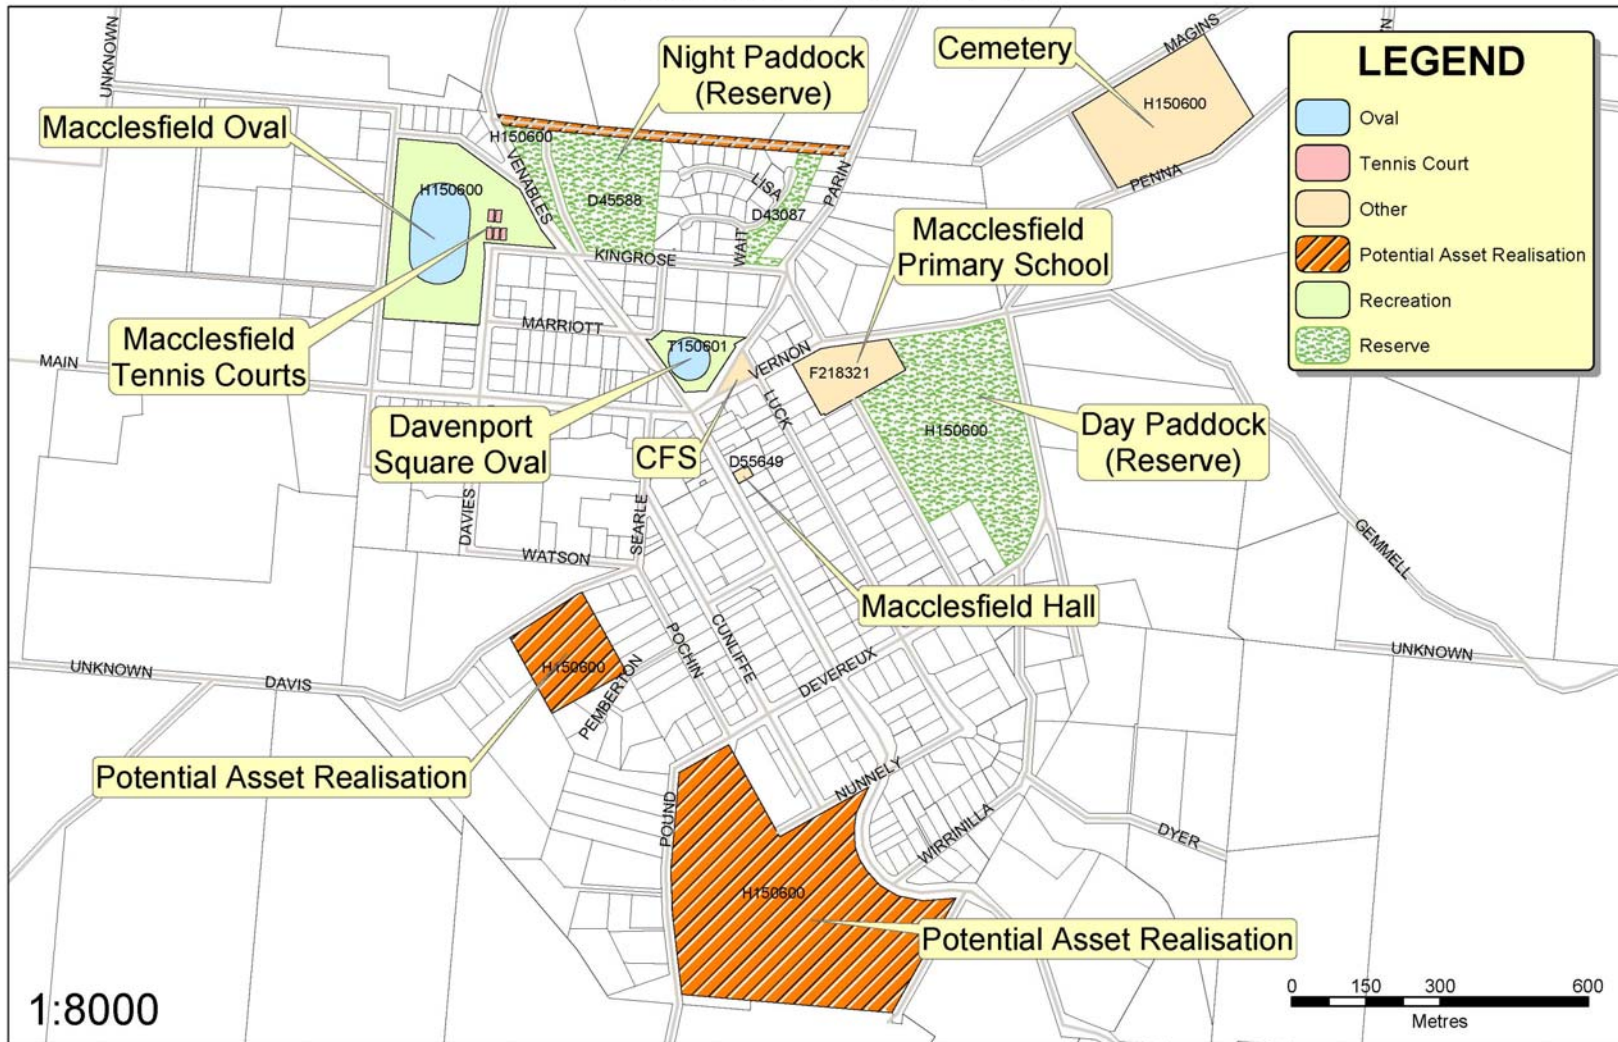 UNKNOWN
Night Paddock
(Reserve)
Cemetery
MAGINS
LEGEND
Oval
Tennis Court
Other
Potential Asset Realisation
Recreation
Reserve
Macclesfield Oval
H150600
H150600
VENABLES
H150600
D45588
LISA
D43087
WAIT
PARIN
H150600
PENNA
KINGROSE
Macclesfield
Primary School
Macclesfield
Tennis Courts
MARRIOTT
T150601
VERNON
F218321
MAIN
LUCK
Davenport
Square Oval
CFS
D55649
H150600
Day Paddock
(Reserve)
DAVIES
SEARLE
WATSON
GEMMELL
Macclesfield Hall
UNKNOWN
DAVIS
H150600
PEMBERTON
POCHIN
CUNLIFFE
DEVEREUX
UNKNOWN
Potential Asset Realisation
POUND
NUNNELY
WIRRINILLA
DYER
H150600
Potential Asset Realisation
1:8000
0 150 300 600
Metres